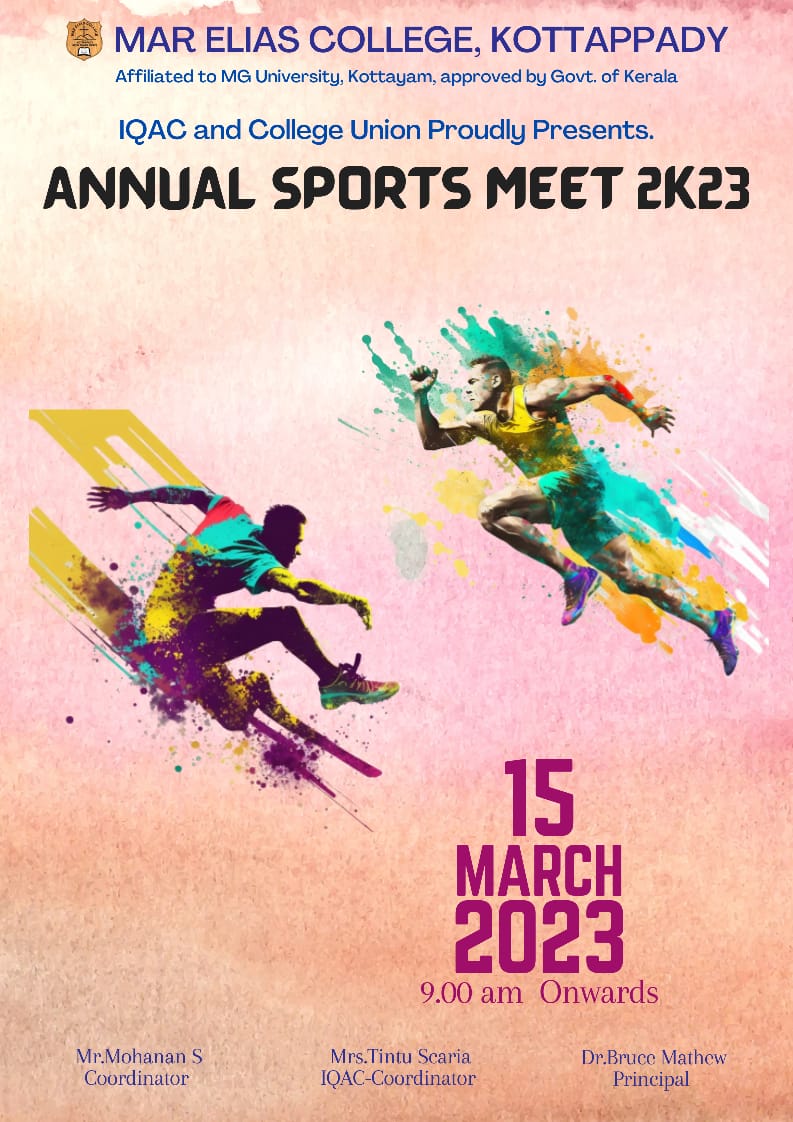 MAR ELIAS COLLEGE, KOTTAPPADY
Affiliated to MG University, Kottayam, approved by Govt. of Kerala
IQAC and College Union Proudly Presents.
ANNUAL SPORTS MEET 2K23
15
MARCH
2023
9.00 am Onwards
Mr.Mohanan S
Coordinator
Mrs.Tintu Scaria
IQAC-Coordinator
Dr.Bruce Mathew
Principal